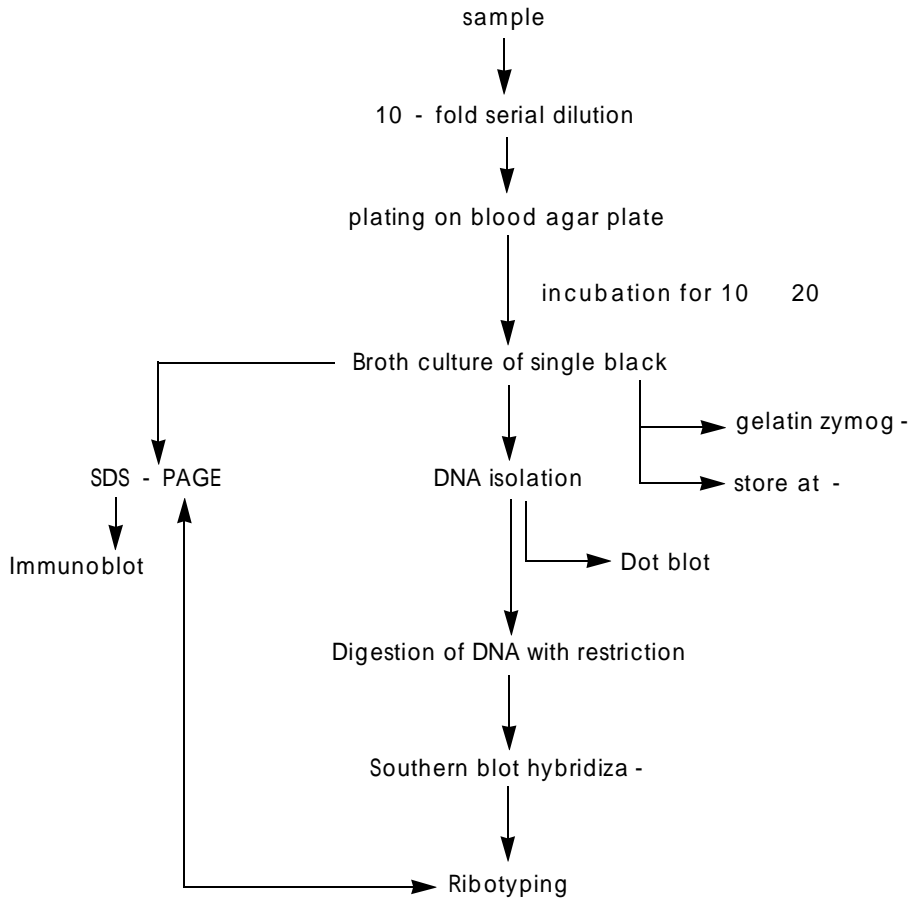 sample
10 - fold serial dilution
plating on blood agar plate
incubation for 10 20
Broth culture of single black
gelatin zymog -
SDS - PAGE
DNA isolation
store at -
Immunoblot
Dot blot
Digestion of DNA with restriction
Southern blot hybridiza -
Ribotyping